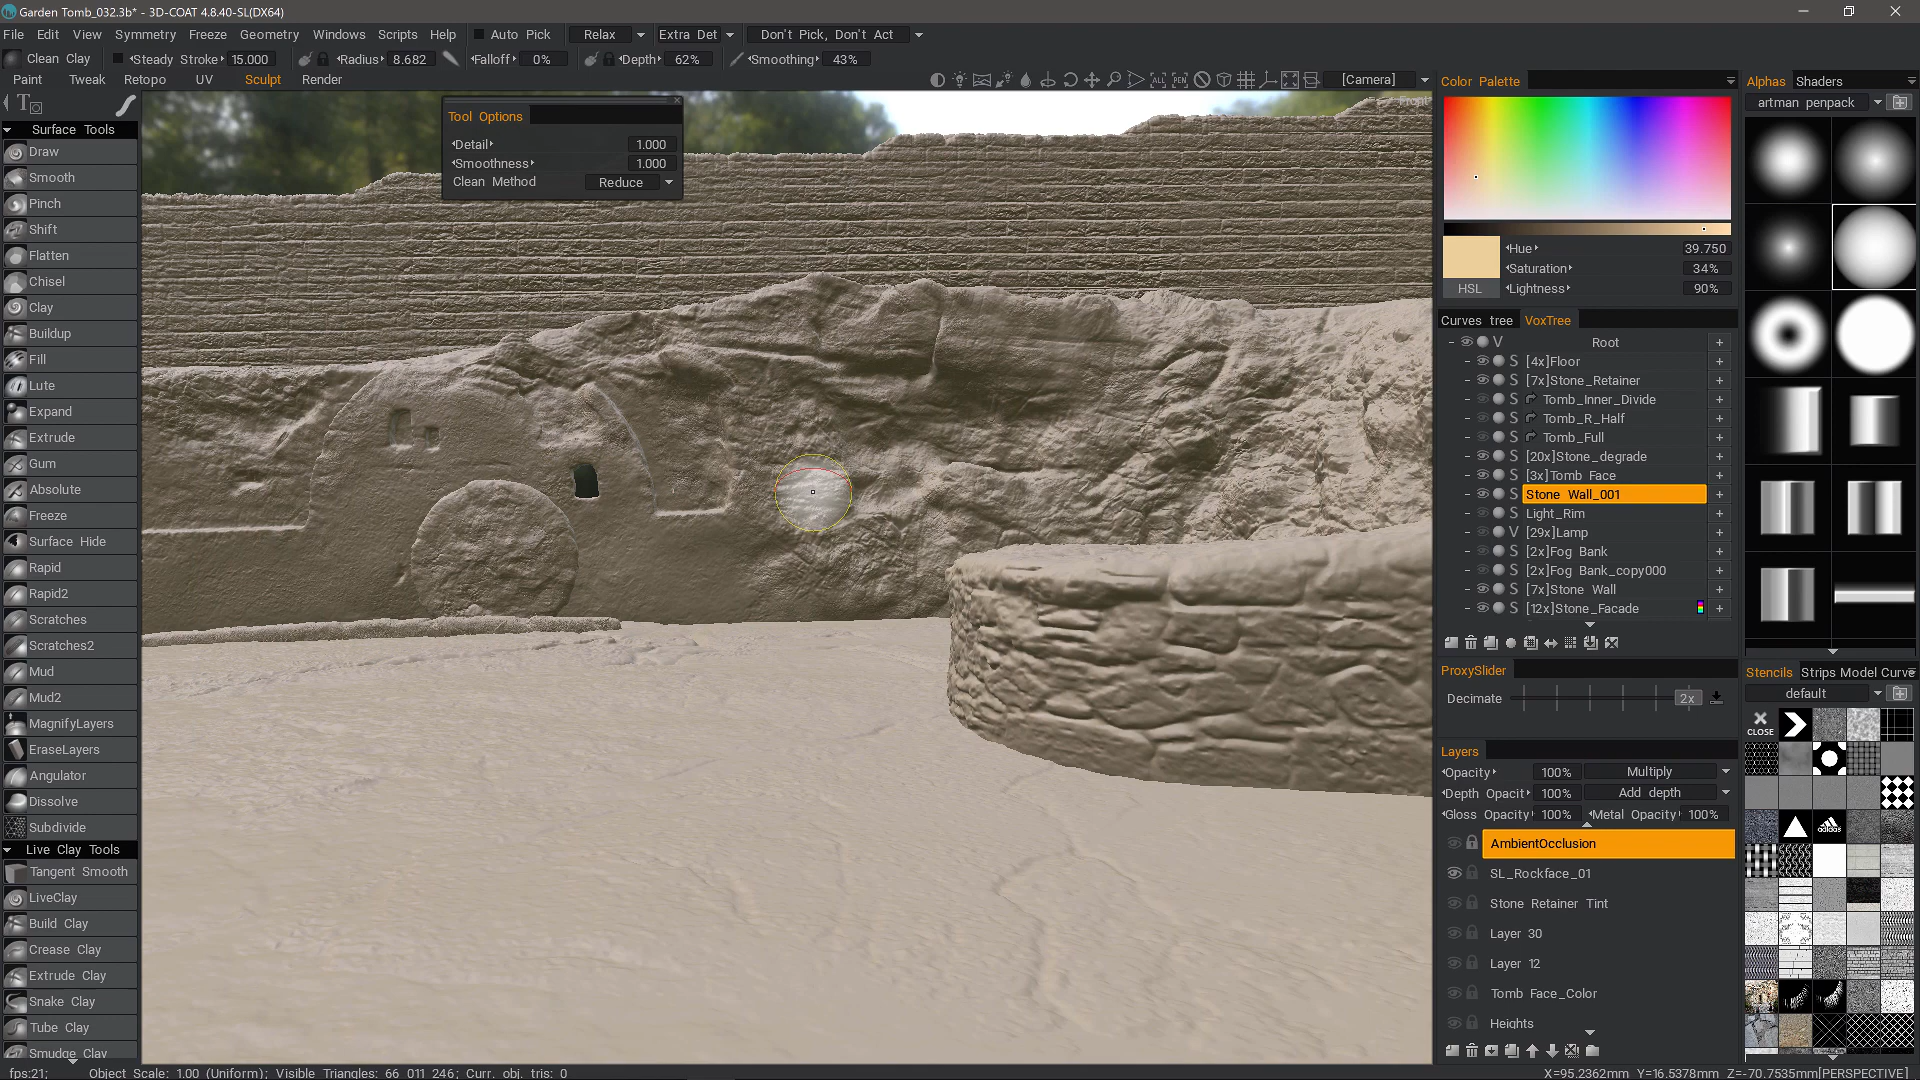 Garden Tomb_032.3b* - 3D-COAT 4.8.40-SL(DX64)
File Edit View Symmetry Freeze Geometry Windows Scripts Help Auto Pick Relax Extra Det Don't Pick, Don't Act
Clean Clay Steady Stroke 15.000 Radius 8.682 Falloff 0% Depth 62% Smoothing 43%
Paint Tweak Retopo UV Sculpt Render ALL PEN [Camera]
Front
Surface Tools
Draw
Smooth
Pinch
Shift
Flatten
Chisel
Clay
Buildup
Fill
Lute
Expand
Extrude
Gum
Absolute
Freeze
Surface Hide
Rapid
Rapid2
Scratches
Scratches2
Mud
Mud2
MagnifyLayers
EraseLayers
Angulator
Dissolve
Subdivide
Live Clay Tools
Tangent Smooth
LiveClay
Build Clay
Crease Clay
Extrude Clay
Snake Clay
Tube Clay
Smudge Clay
Tool Options
Detail 1.000
Smoothness 1.000
Clean Method Reduce
Color Palette
Hue 39.750
Saturation 34%
HSL Lightness 90%
Curves tree VoxTree
V Root +
S [4x]Floor +
S [7x]Stone_Retainer +
S Tomb_Inner_Divide +
S Tomb_R_Half +
S Tomb_Full +
S [20x]Stone_degrade +
S [3x]Tomb Face +
S Stone Wall_001 +
S Light_Rim +
V [29x]Lamp +
S [2x]Fog Bank +
S [2x]Fog Bank_copy000 +
S [7x]Stone Wall +
S [12x]Stone_Facade +
ProxySlider
Decimate 2x
Layers
Opacity 100% Multiply
Depth Opacit 100% Add depth
Gloss Opacity 100% Metal Opacity 100%
AmbientOcclusion
SL_Rockface_01
Stone Retainer Tint
Layer 30
Layer 12
Tomb Face_Color
Heights
Alphas Shaders
artman penpack
Stencils Strips Model Curve
default
CLOSE
adidas
fps:21; Object Scale: 1.00 (Uniform); Visible Triangles: 66 011 246; Curr. obj. tris: 0
X=95.2362mm Y=16.5378mm Z=-70.7535mm[PERSPECTIVE]